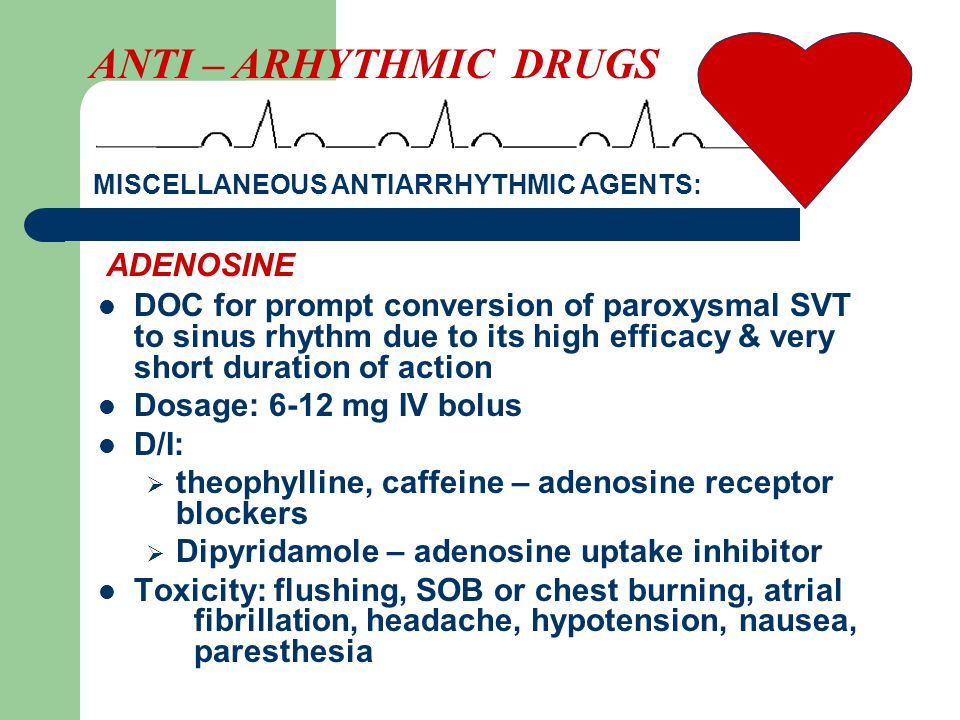 ANTI – ARHYTHMIC DRUGS
MISCELLANEOUS ANTIARRHYTHMIC AGENTS:
ADENOSINE
● DOC for prompt conversion of paroxysmal SVT
to sinus rhythm due to its high efficacy & very
short duration of action
● Dosage: 6-12 mg IV bolus
● D/I:
➢ theophylline, caffeine – adenosine receptor
blockers
➢ Dipyridamole – adenosine uptake inhibitor
● Toxicity: flushing, SOB or chest burning, atrial
fibrillation, headache, hypotension, nausea,
paresthesia